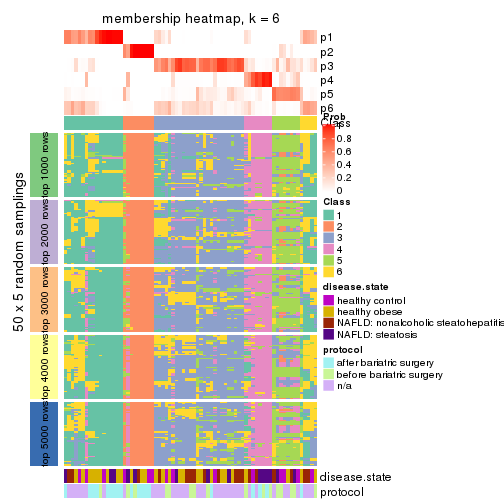 membership heatmap, k = 6
p1
p2
p3
p4
p5
p6
Class
Prob
1
0.8
0.6
0.4
0.2
0
Class
1
2
3
4
5
6
disease.state
healthy control
healthy obese
NAFLD: nonalcoholic steatohepatitis
NAFLD: steatosis
protocol
after bariatric surgery
before bariatric surgery
n/a
50 x 5 random samplings
top 1000 rows
top 2000 rows
top 3000 rows
top 4000 rows
top 5000 rows
disease.state
protocol